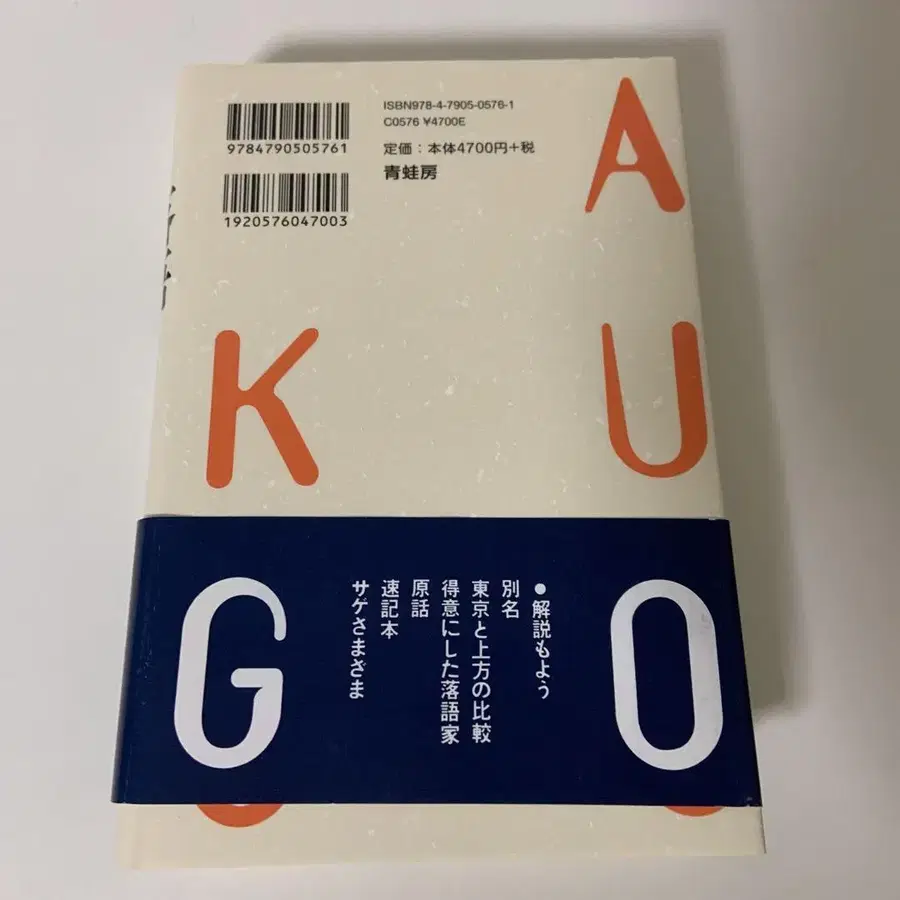 ISBN978-4-7905-0576-1
C0576 ¥4700E
定価：本体4700円+税
青蛙房
9784790505761
1920576047003
A
K U
●解説もよう
別名
東京と上方の比較
得意にした落語家
原話
速記本
サゲさまざま
G O